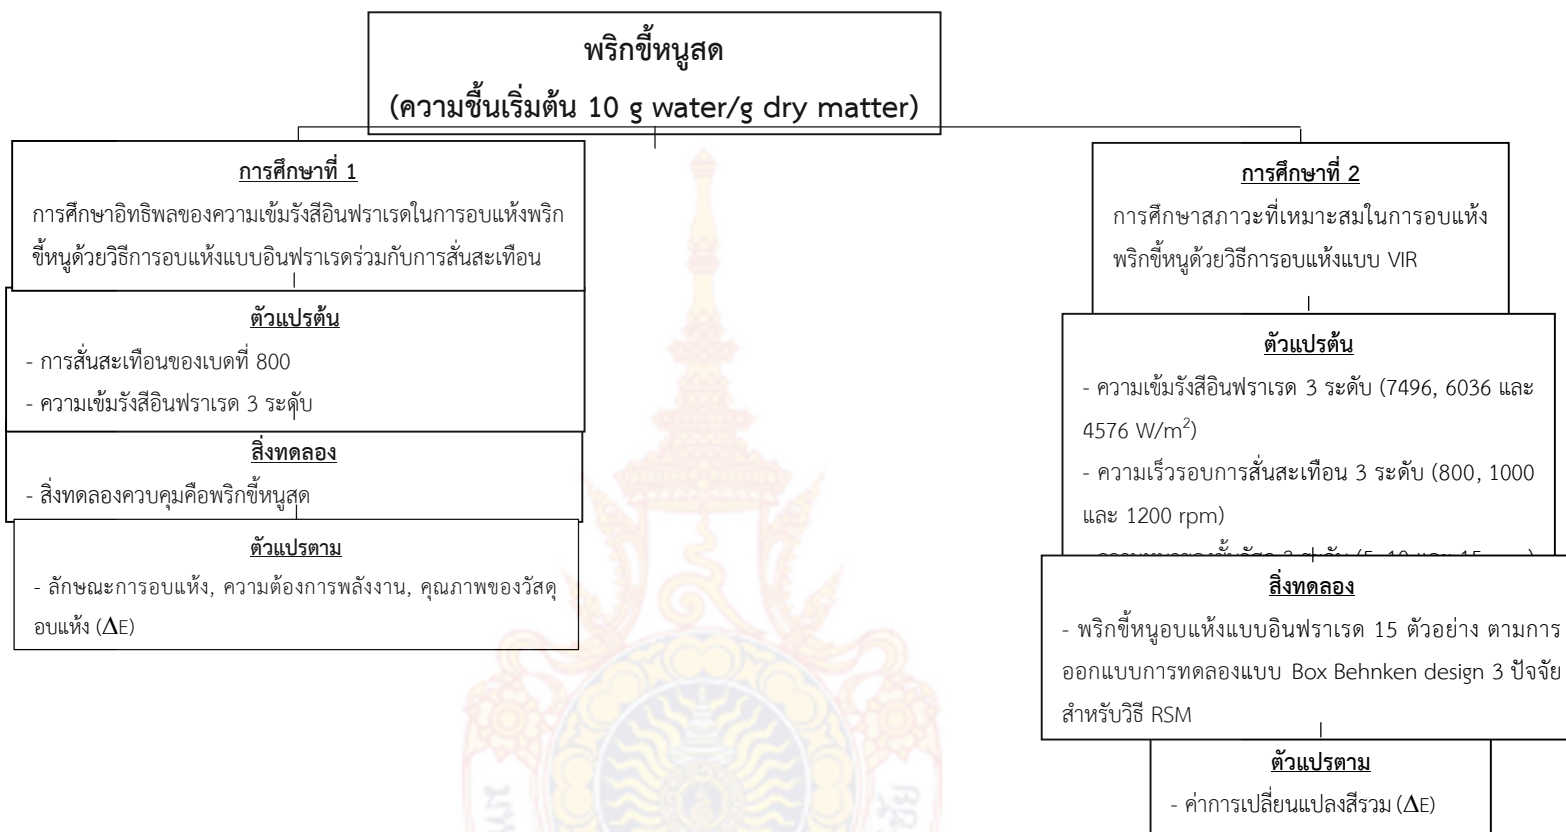 พริกขี้หนูสด
(ความชื้นเริ่มต้น 10 g water/g dry matter)
การศึกษาที่ 1
การศึกษาอิทธิพลของความเข้มรังสีอินฟราเรดในการอบแห้งพริก
ขี้หนูด้วยวิธีการอบแห้งแบบอินฟราเรดร่วมกับการสั่นสะเทือน
ตัวแปรต้น
- การสั่นสะเทือนของเบดที่ 800
- ความเข้มรังสีอินฟราเรด 3 ระดับ
สิ่งทดลอง
- สิ่งทดลองควบคุมคือพริกขี้หนูสด
ตัวแปรตาม
- ลักษณะการอบแห้ง, ความต้องการพลังงาน, คุณภาพของวัสดุ
อบแห้ง (ΔE)
การศึกษาที่ 2
การศึกษาสภาวะที่เหมาะสมในการอบแห้ง
พริกขี้หนูด้วยวิธีการอบแห้งแบบ VIR
ตัวแปรต้น
- ความเข้มรังสีอินฟราเรด 3 ระดับ (7496, 6036 และ
4576 W/m²)
- ความเร็วรอบการสั่นสะเทือน 3 ระดับ (800, 1000
และ 1200 rpm)
สิ่งทดลอง
- พริกขี้หนูอบแห้งแบบอินฟราเรด 15 ตัวอย่าง ตามการ
ออกแบบการทดลองแบบ Box Behnken design 3 ปัจจัย
สำหรับวิธี RSM
ตัวแปรตาม
- ค่าการเปลี่ยนแปลงสีรวม (ΔE)